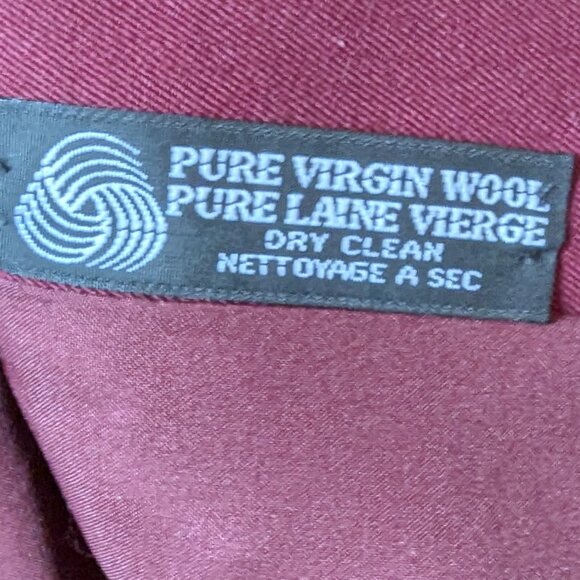 PURE VIRGIN WOOL
PURE LAINE VIERGE
DRY CLEAN
NETTOYAGE A SEC